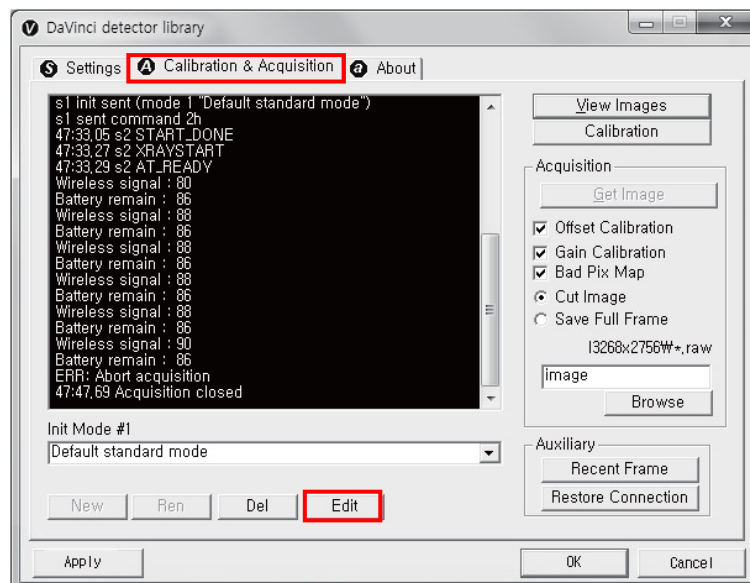 DaVinci detector library
Settings
Calibration & Acquisition
About
s1 init sent (mode 1 "Default standard mode")
s1 sent command 2h
47:33,05 s2 START_DONE
47:33,27 s2 XRAYSTART
47:33,29 s2 AT_READY
Wireless signal : 80
Battery remain : 86
Wireless signal : 88
Battery remain : 86
Wireless signal : 88
Battery remain : 86
Wireless signal : 88
Battery remain : 86
Wireless signal : 88
Battery remain : 86
Wireless signal : 90
Battery remain : 86
ERR: Abort acquisition
47:47,69 Acquisition closed
Init Mode #1
Default standard mode
New
Ren
Del
Edit
View Images
Calibration
Acquisition
Get Image
Offset Calibration
Gain Calibration
Bad Pix Map
Cut Image
Save Full Frame
I3268x2756₩*,raw
image
Browse
Auxiliary
Recent Frame
Restore Connection
Apply
OK
Cancel